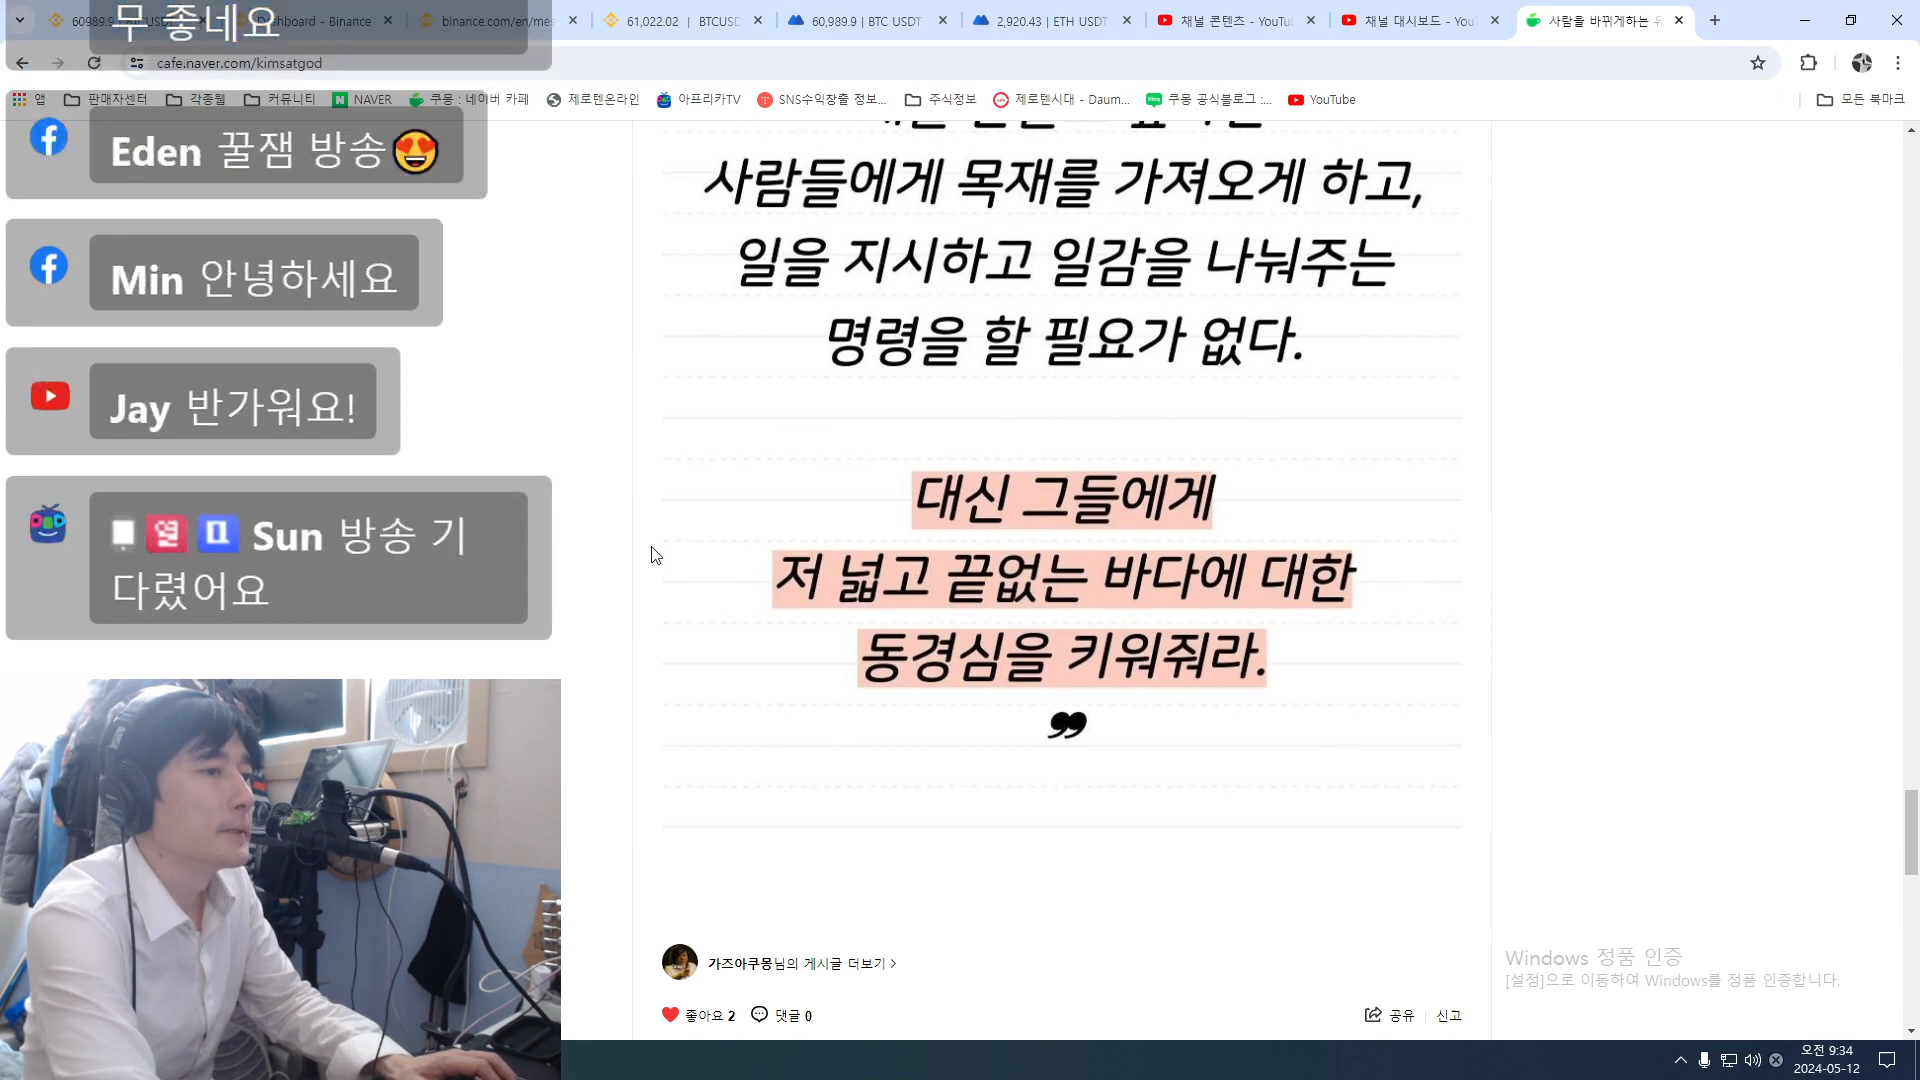 무 좋네요
Dashboard - Binance
binance.com/en/mes
61,022.02 | BTCUSD
60,989.9 | BTC USDT
2,920.43 | ETH USDT
채널 콘텐츠 - YouTu
채널 대시보드 - YouT
사람을 바뀌게하는 유
cafe.naver.com/kimsatgod
앱
판매자센터
각종웹
커뮤니티
NAVER
쿠몽 : 네이버 카페
제로텐온라인
아프리카TV
SNS수익창출 정보...
주식정보
제로텐시대 - Daum...
쿠몽 공식블로그 :...
YouTube
모든 북마크
Eden 꿀잼 방송😍
Min 안녕하세요
Jay 반가워요!
열 Sun 방송 기
다렸어요
사람들에게 목재를 가져오게 하고,
일을 지시하고 일감을 나눠주는
명령을 할 필요가 없다.
대신 그들에게
저 넓고 끝없는 바다에 대한
동경심을 키워줘라.
❞
가즈아쿠몽님의 게시글 더보기 >
좋아요 2
댓글 0
공유
신고
Windows 정품 인증
[설정]으로 이동하여 Windows를 정품 인증합니다.
오전 9:34
2024-05-12